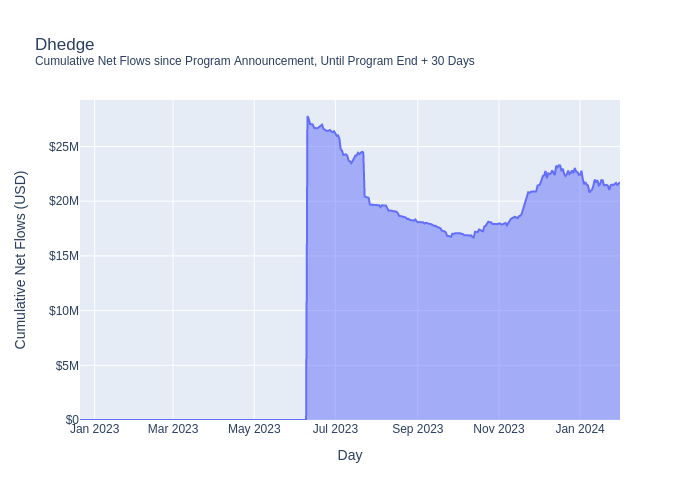 Dhedge
Cumulative Net Flows since Program Announcement, Until Program End + 30 Days
Cumulative Net Flows (USD)
$25M
$20M
$15M
$10M
$5M
$0
Jan 2023 Mar 2023 May 2023 Jul 2023 Sep 2023 Nov 2023 Jan 2024
Day